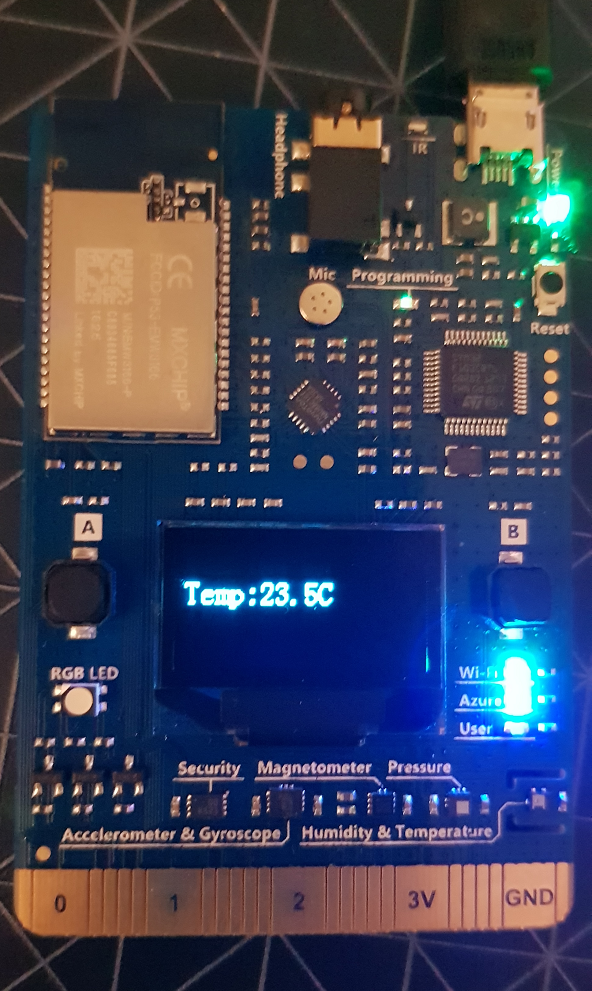 Headphone
IR
Power
C
Mic
Programming
Reset
CE
MXCHIP
A
B
Temp:23.5C
RGB LED
Wi-Fi
Azure
User
Security
Magnetometer
Pressure
Accelerometer & Gyroscope
Humidity & Temperature
0
1
2
3V
GND